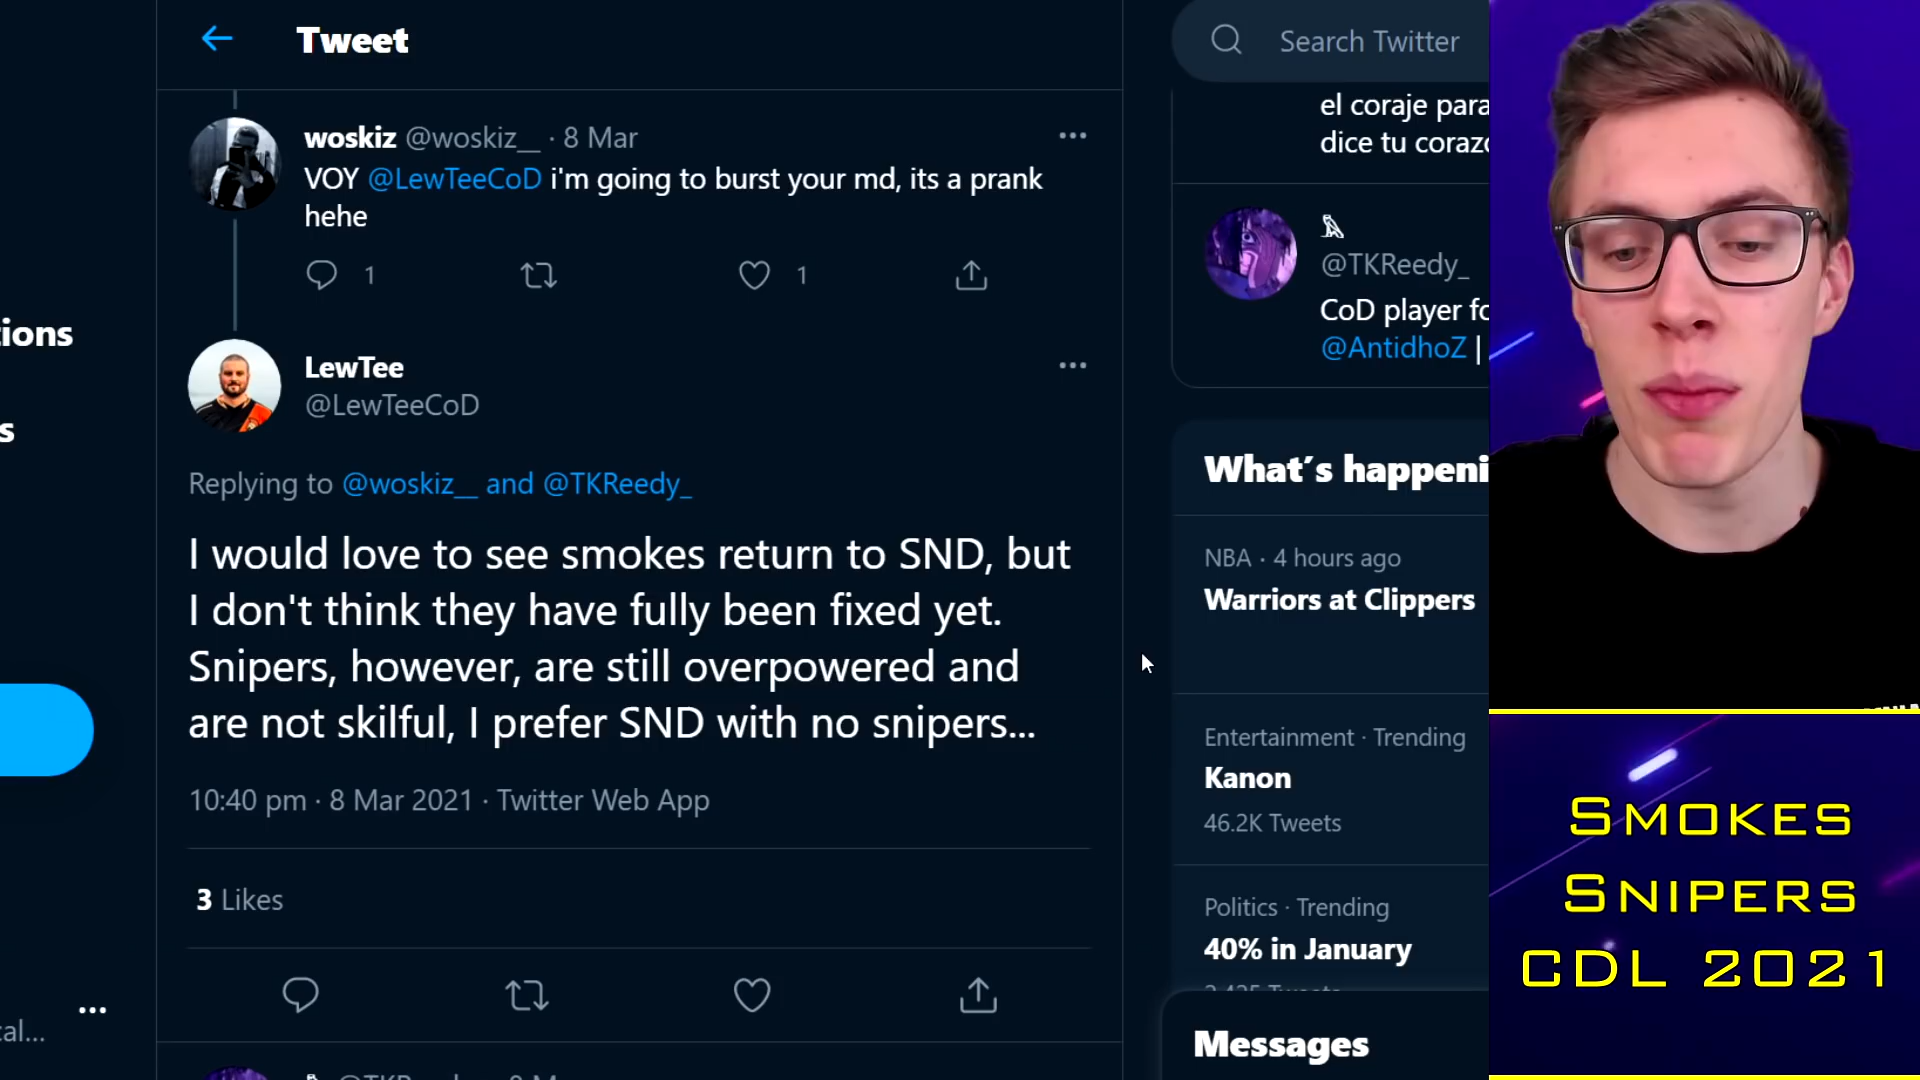 Tweet
Search Twitter
woskiz @woskiz__ · 8 Mar
VOY @LewTeeCoD i'm going to burst your md, its a prank
hehe
1
1
LewTee
@LewTeeCoD
Replying to @woskiz__ and @TKReedy_
I would love to see smokes return to SND, but
I don't think they have fully been fixed yet.
Snipers, however, are still overpowered and
are not skilful, I prefer SND with no snipers...
10:40 pm · 8 Mar 2021 · Twitter Web App
3 Likes
ions
s
cal...
el coraje para
dice tu corazo
@TKReedy_
CoD player fo
@AntidhoZ |
What's happeni
NBA · 4 hours ago
Warriors at Clippers
Entertainment · Trending
Kanon
46.2K Tweets
Politics · Trending
40% in January
Messages
SMOKES
SNIPERS
CDL 2021